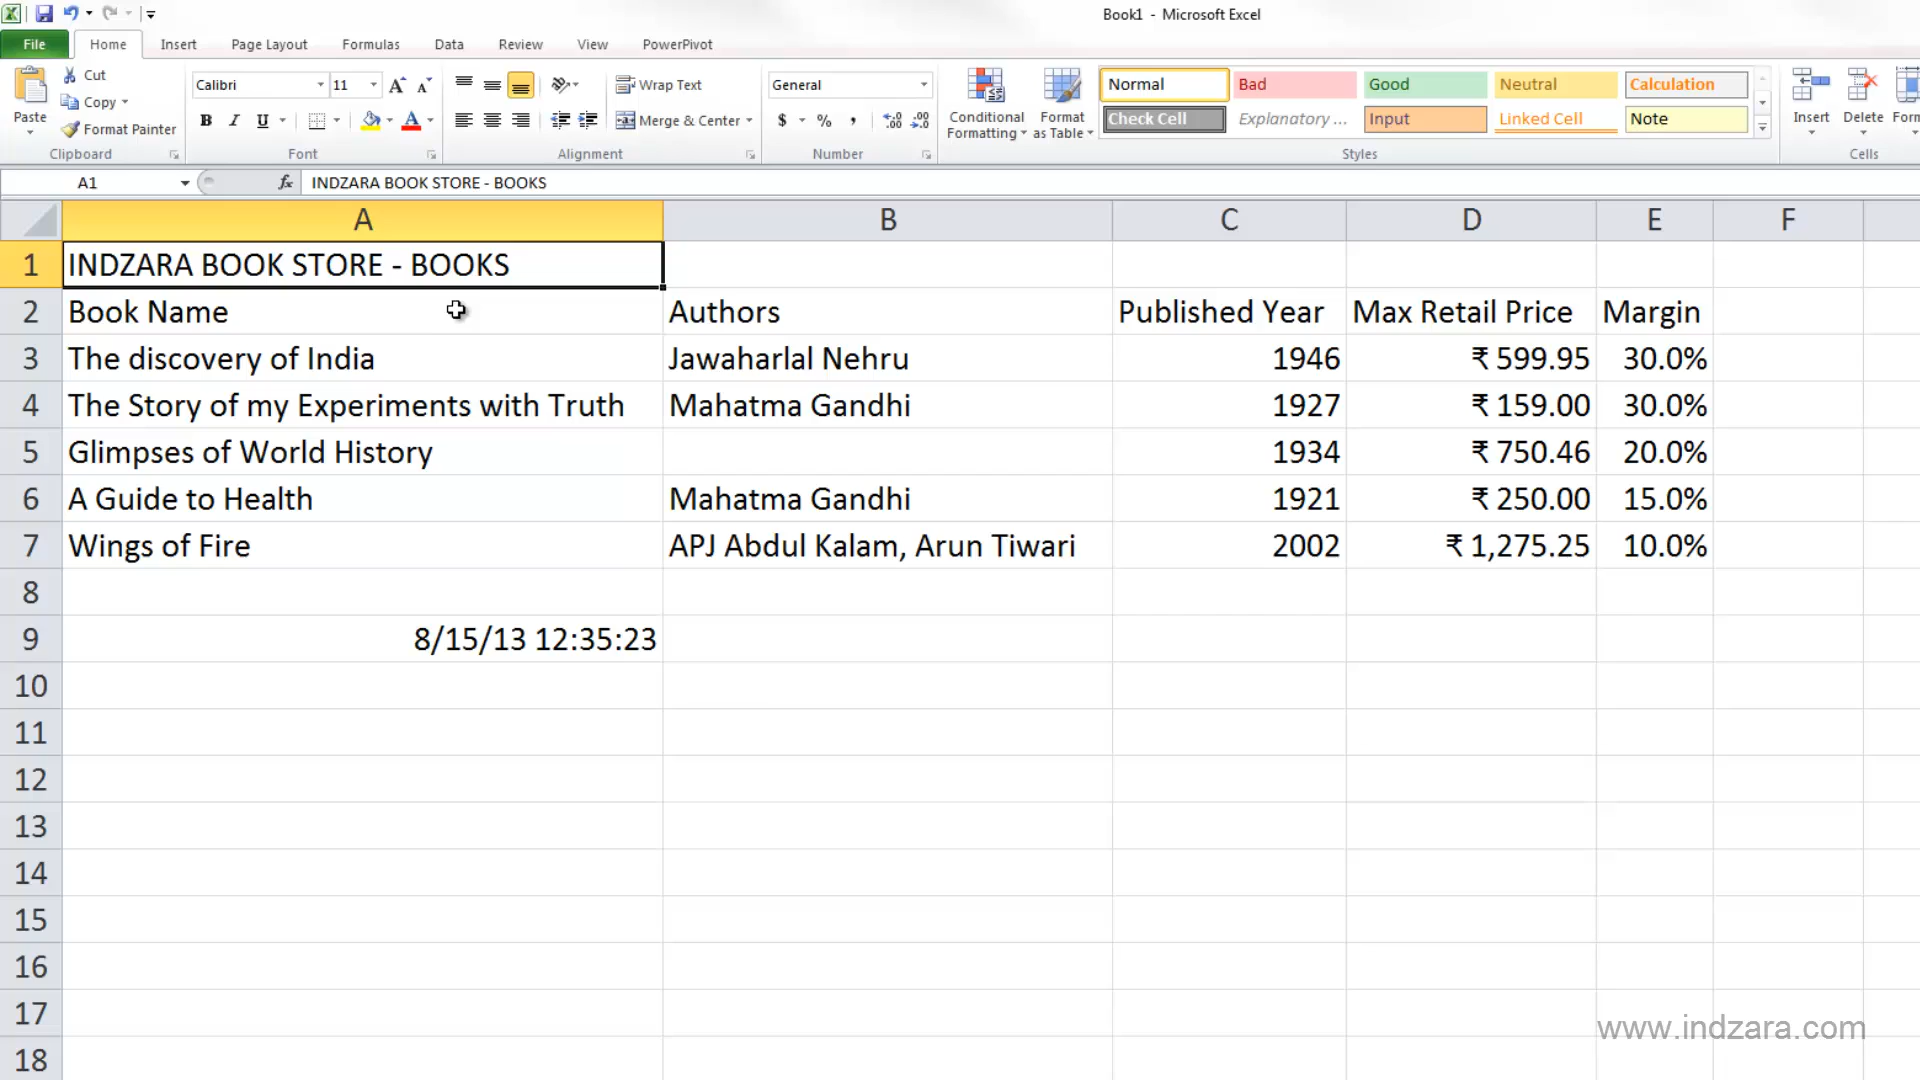 Book1 - Microsoft Excel
File Home Insert Page Layout Formulas Data Review View PowerPivot
Paste Cut Copy Format Painter Clipboard
Calibri 11 B I U Font
Wrap Text Merge & Center Alignment
General $ % , Number
Conditional Formatting Format as Table
Normal Bad Good Neutral Calculation
Check Cell Explanatory ... Input Linked Cell Note
Styles
Insert Delete Form
Cells
A1 fx INDZARA BOOK STORE - BOOKS
A B C D E F
1 INDZARA BOOK STORE - BOOKS
2 Book Name Authors Published Year Max Retail Price Margin
3 The discovery of India Jawaharlal Nehru 1946 ₹ 599.95 30.0%
4 The Story of my Experiments with Truth Mahatma Gandhi 1927 ₹ 159.00 30.0%
5 Glimpses of World History 1934 ₹ 750.46 20.0%
6 A Guide to Health Mahatma Gandhi 1921 ₹ 250.00 15.0%
7 Wings of Fire APJ Abdul Kalam, Arun Tiwari 2002 ₹ 1,275.25 10.0%
8
9 8/15/13 12:35:23
10
11
12
13
14
15
16
17
18
www.indzara.com